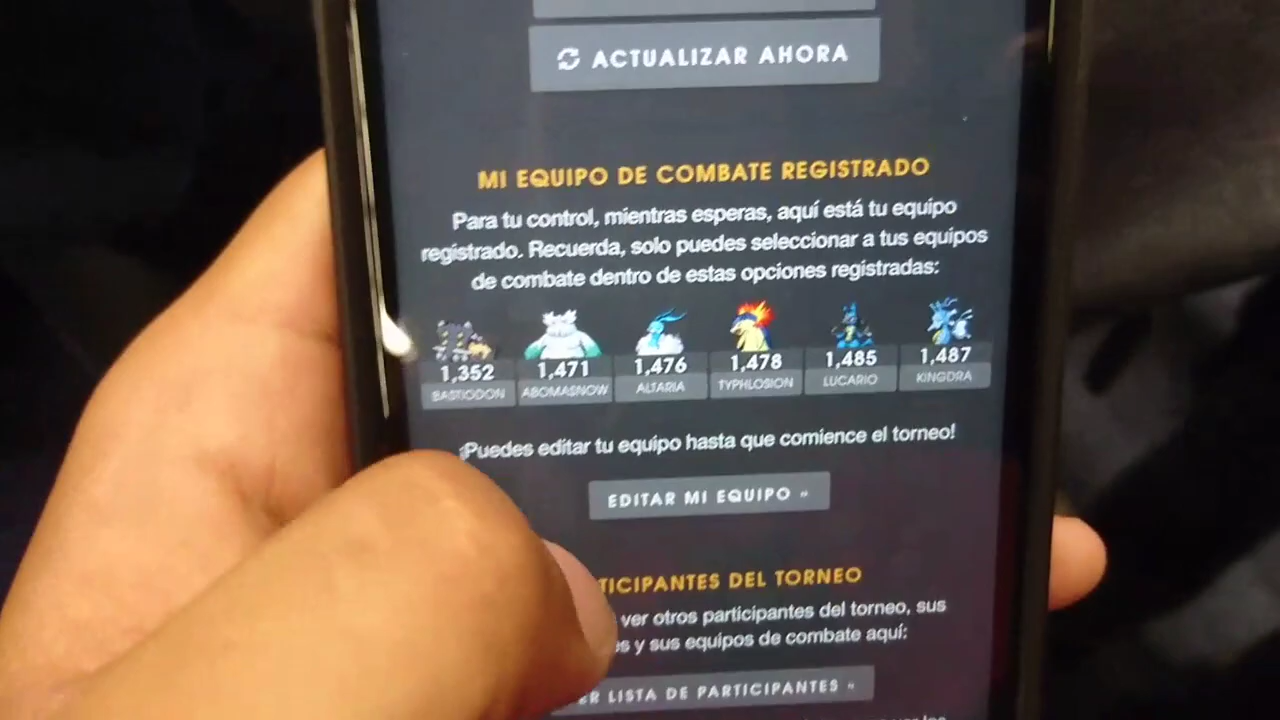 ACTUALIZAR AHORA
MI EQUIPO DE COMBATE REGISTRADO
Para tu control, mientras esperas, aquí está tu equipo
registrado. Recuerda, solo puedes seleccionar a tus equipos
de combate dentro de estas opciones registradas:
1,352 1,471 1,476 1,478 1,485 1,487
BASTIODON ABOMASNOW ALTARIA TYPHLOSION LUCARIO KINGDRA
¡Puedes editar tu equipo hasta que comience el torneo!
EDITAR MI EQUIPO »
TICIPANTES DEL TORNEO
ver otros participantes del torneo, sus
y sus equipos de combate aquí:
ER LISTA DE PARTICIPANTES »